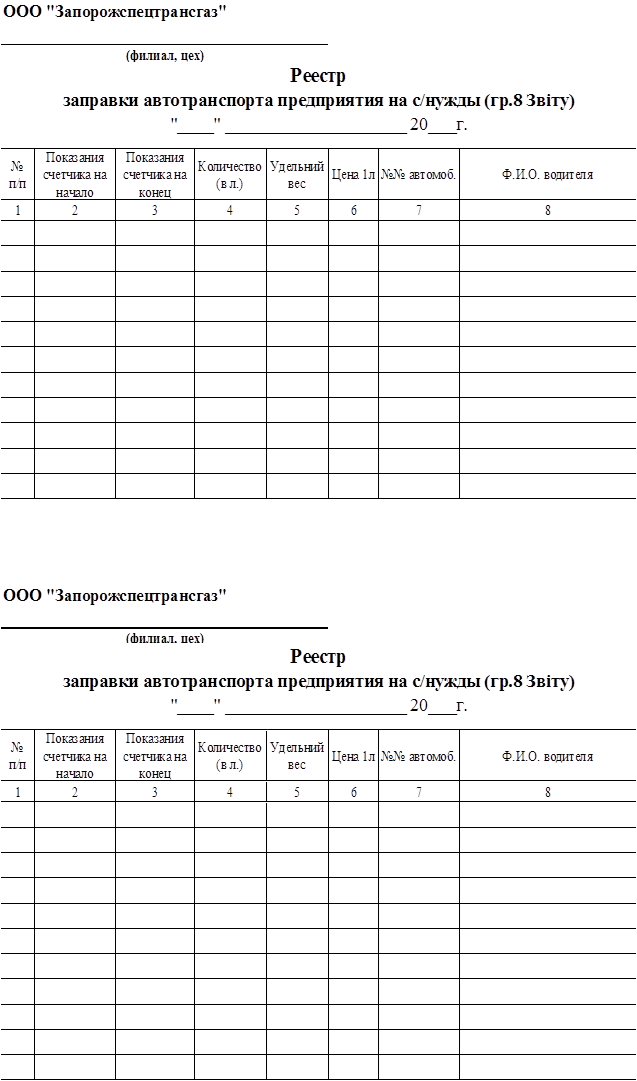 ООО "Запорожспецтрансгаз"
(филиал, цех)
Реестр
заправки автотранспорта предприятия на с/нужды (гр.8 Звіту)
"____" ____________________ 20___г.
№ п/п Показания счетчика на начало Показания счетчика на конец Количество (в л.) Удельний вес Цена 1л №№ автомоб. Ф.И.О. водителя
1 2 3 4 5 6 7 8
ООО "Запорожспецтрансгаз"
(филиал, цех)
Реестр
заправки автотранспорта предприятия на с/нужды (гр.8 Звіту)
"____" ____________________ 20___г.
№ п/п Показания счетчика на начало Показания счетчика на конец Количество (в л.) Удельний вес Цена 1л №№ автомоб. Ф.И.О. водителя
1 2 3 4 5 6 7 8